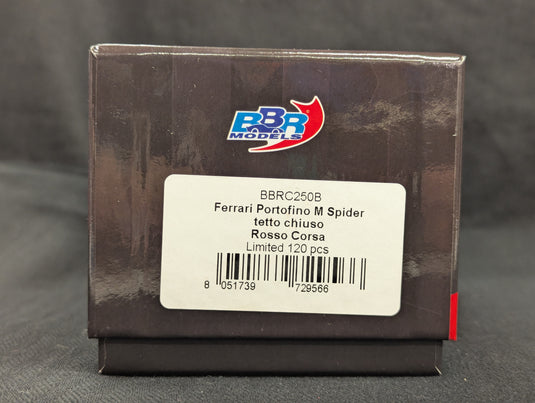 BBR
MODELS
BBRC250B
Ferrari Portofino M Spider
tetto chiuso
Rosso Corsa
Limited 120 pcs
8 051739 729566